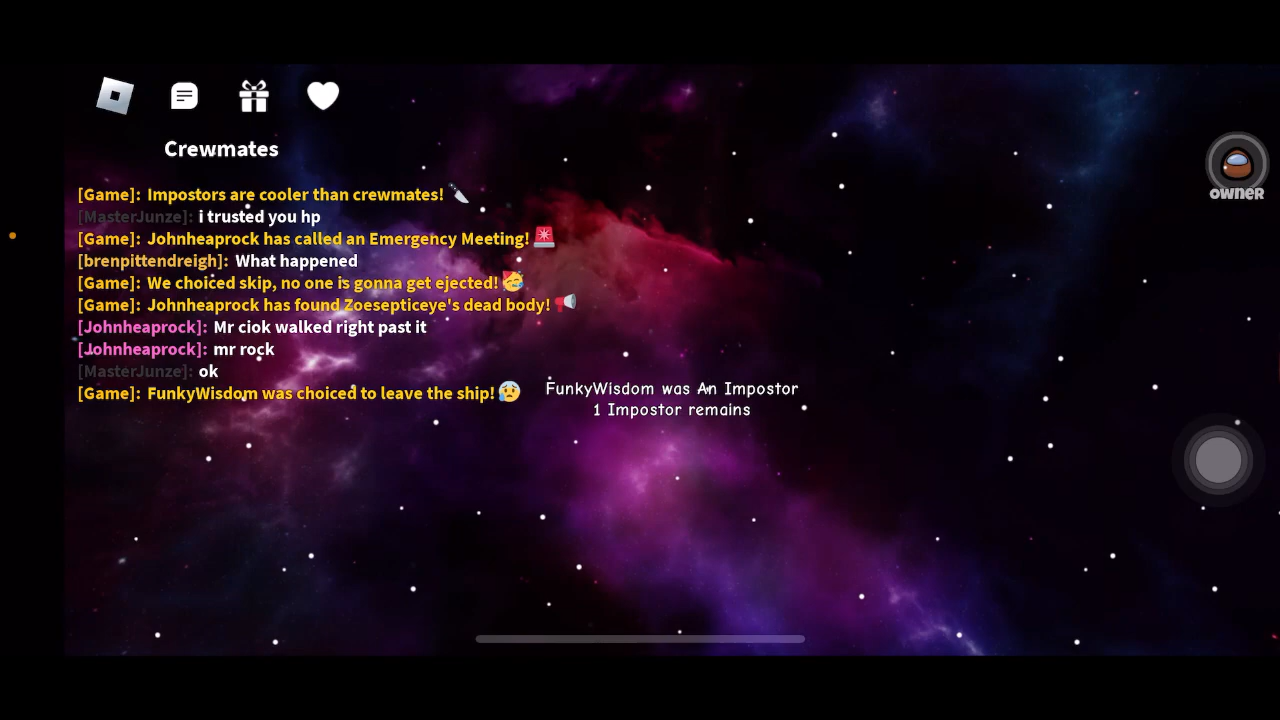 Crewmates
[Game]: Impostors are cooler than crewmates! 🔪
[MasterJunze]: i trusted you hp
[Game]: Johnheaprock has called an Emergency Meeting! 🚨
[brenpittendreigh]: What happened
[Game]: We choiced skip, no one is gonna get ejected! 🥳
[Game]: Johnheaprock has found Zoesepticeye's dead body! 📢
[Johnheaprock]: Mr ciok walked right past it
[Johnheaprock]: mr rock
[MasterJunze]: ok
[Game]: FunkyWisdom was choiced to leave the ship! 😰
FunkyWisdom was An Impostor
1 Impostor remains
OWNER